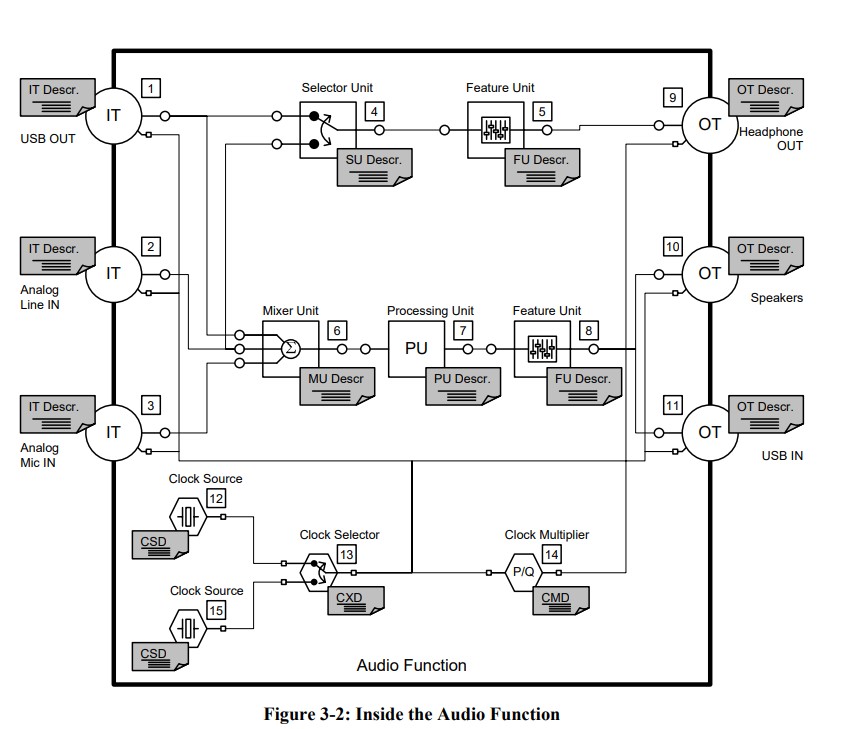 IT Descr.
1
IT
USB OUT
Selector Unit
4
SU Descr.
Feature Unit
5
FU Descr.
9
OT Descr.
OT
Headphone
OUT
IT Descr.
2
IT
Analog
Line IN
10
OT Descr.
OT
Speakers
Mixer Unit
6
Σ
MU Descr
Processing Unit
7
PU
PU Descr.
Feature Unit
8
FU Descr.
IT Descr.
3
IT
Analog
Mic IN
11
OT Descr.
OT
USB IN
Clock Source
12
CSD
Clock Selector
13
CXD
Clock Multiplier
14
P/Q
CMD
Clock Source
15
CSD
Audio Function
Figure 3-2: Inside the Audio Function